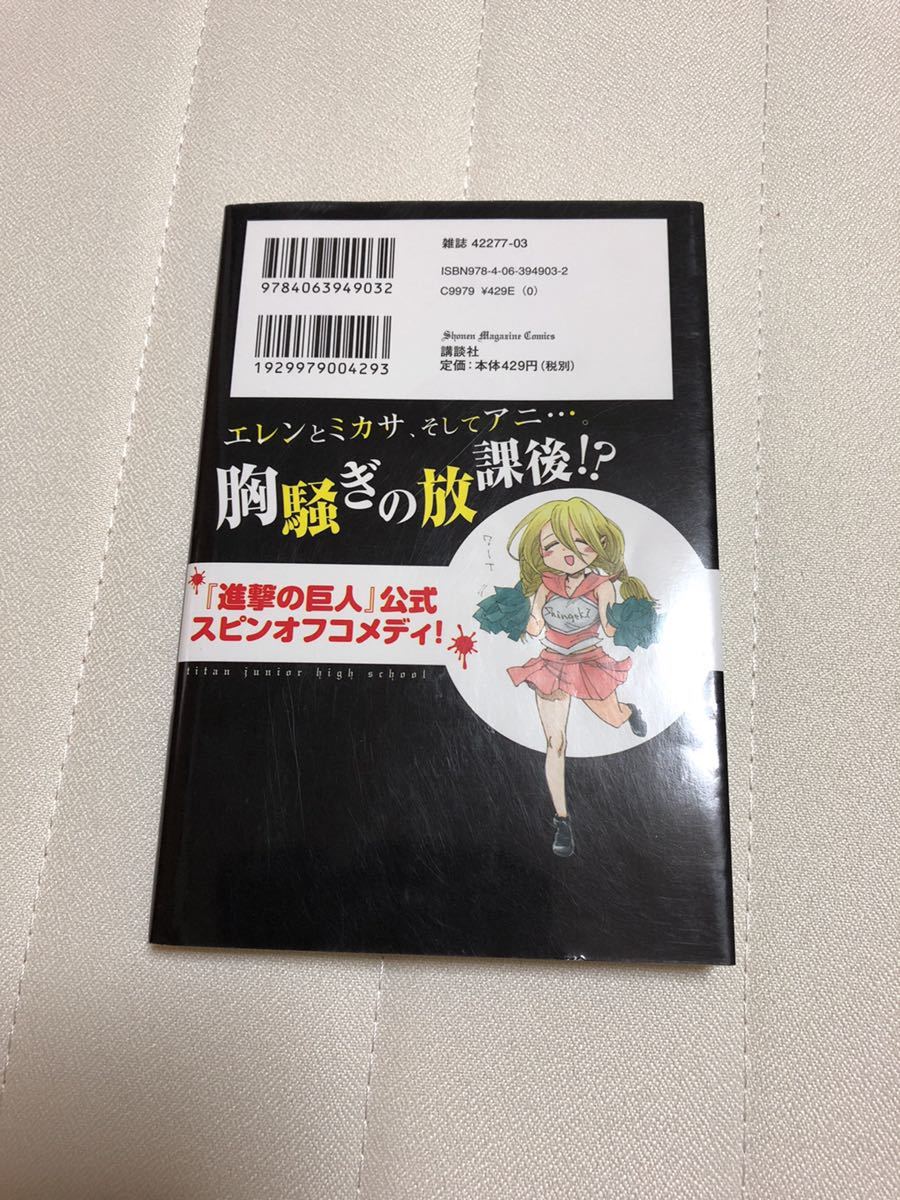 雑誌 42277-03
ISBN978-4-06-394903-2
C9979 ¥429E (0)
9784063949032
1929979004293
Shonen Magazine Comics
講談社
定価：本体429円(税別)
エレンとミカサ、そしてアニ…。
胸騒ぎの放課後!?
ワーイ
Shingeki
『進撃の巨人』公式
スピンオフコメディ!
titan junior high school